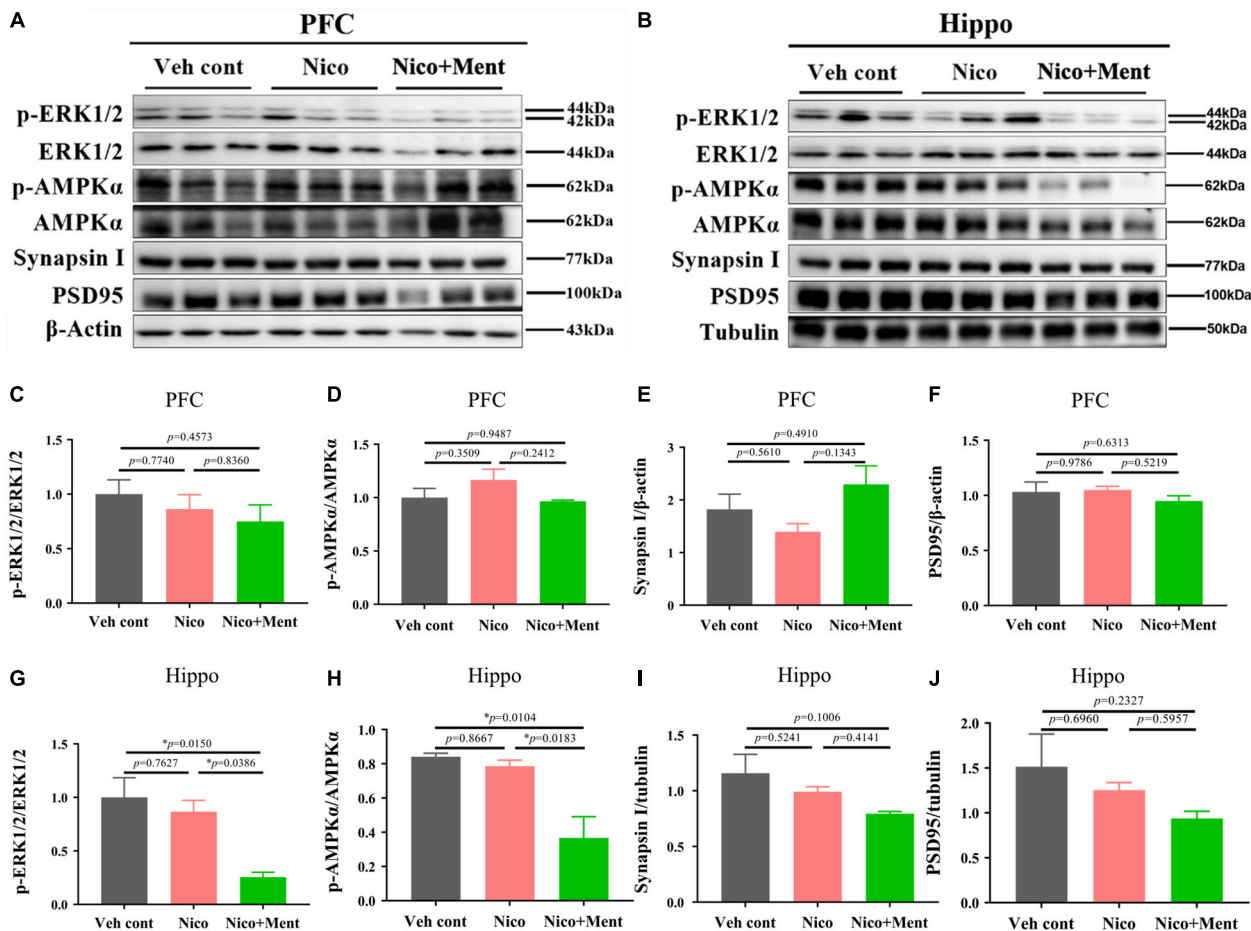 A
PFC
Veh cont Nico Nico+Ment
p-ERK1/2 44kDa
42kDa
ERK1/2 44kDa
p-AMPKα 62kDa
AMPKα 62kDa
Synapsin I 77kDa
PSD95 100kDa
β-Actin 43kDa
B
Hippo
Veh cont Nico Nico+Ment
p-ERK1/2 44kDa
42kDa
ERK1/2 44kDa
p-AMPKα 62kDa
AMPKα 62kDa
Synapsin I 77kDa
PSD95 100kDa
Tubulin 50kDa
C
PFC
p-ERK1/2/ERK1/2
1.5
1.0
0.5
0.0
p=0.4573
p=0.7740 p=0.8360
Veh cont Nico Nico+Ment
D
PFC
p-AMPKα/AMPKα
1.5
1.0
0.5
0.0
p=0.9487
p=0.3509 p=0.2412
Veh cont Nico Nico+Ment
E
PFC
Synapsin I/β-actin
3
2
1
0
p=0.4910
p=0.5610 p=0.1343
Veh cont Nico Nico+Ment
F
PFC
PSD95/β-actin
1.5
1.0
0.5
0.0
p=0.6313
p=0.9786 p=0.5219
Veh cont Nico Nico+Ment
G
Hippo
p-ERK1/2/ERK1/2
1.5
1.0
0.5
0.0
*p=0.0150
p=0.7627 *p=0.0386
Veh cont Nico Nico+Ment
H
Hippo
p-AMPKα/AMPKα
1.0
0.8
0.6
0.4
0.8
*p=0.0104
p=0.8667 *p=0.0183
Veh cont Nico Nico+Ment
I
Hippo
Synapsin I/tubulin
1.5
1.0
0.5
0.0
p=0.1006
p=0.5241 p=0.4141
Veh cont Nico Nico+Ment
J
Hippo
PSD95/tubulin
2.0
1.5
1.0
1.5
0.0
p=0.2327
p=0.6960 p=0.5957
Veh cont Nico Nico+Ment